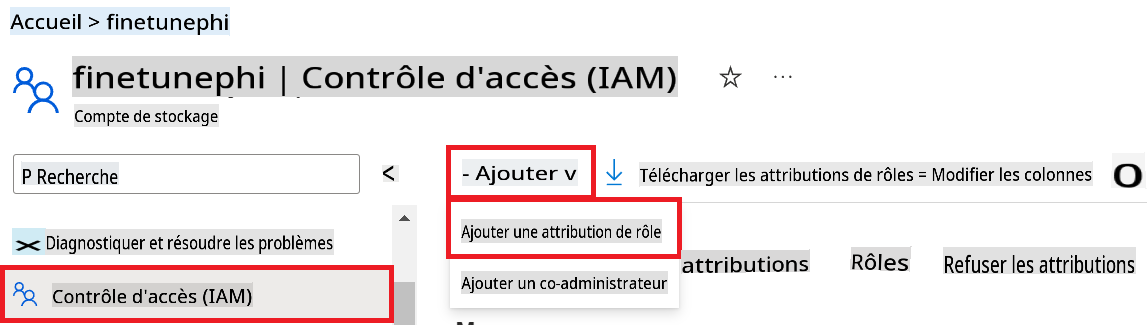 Accueil > finetunephi
finetunephi | Contrôle d'accès (IAM)
Compte de stockage
P Recherche
<
- Ajouter v
Télécharger les attributions de rôles = Modifier les colonnes
O
Ajouter une attribution de rôle
Diagnostiquer et résoudre les problèmes
attributions
Rôles
Refuser les attributions
Ajouter un co-administrateur
Contrôle d'accès (IAM)